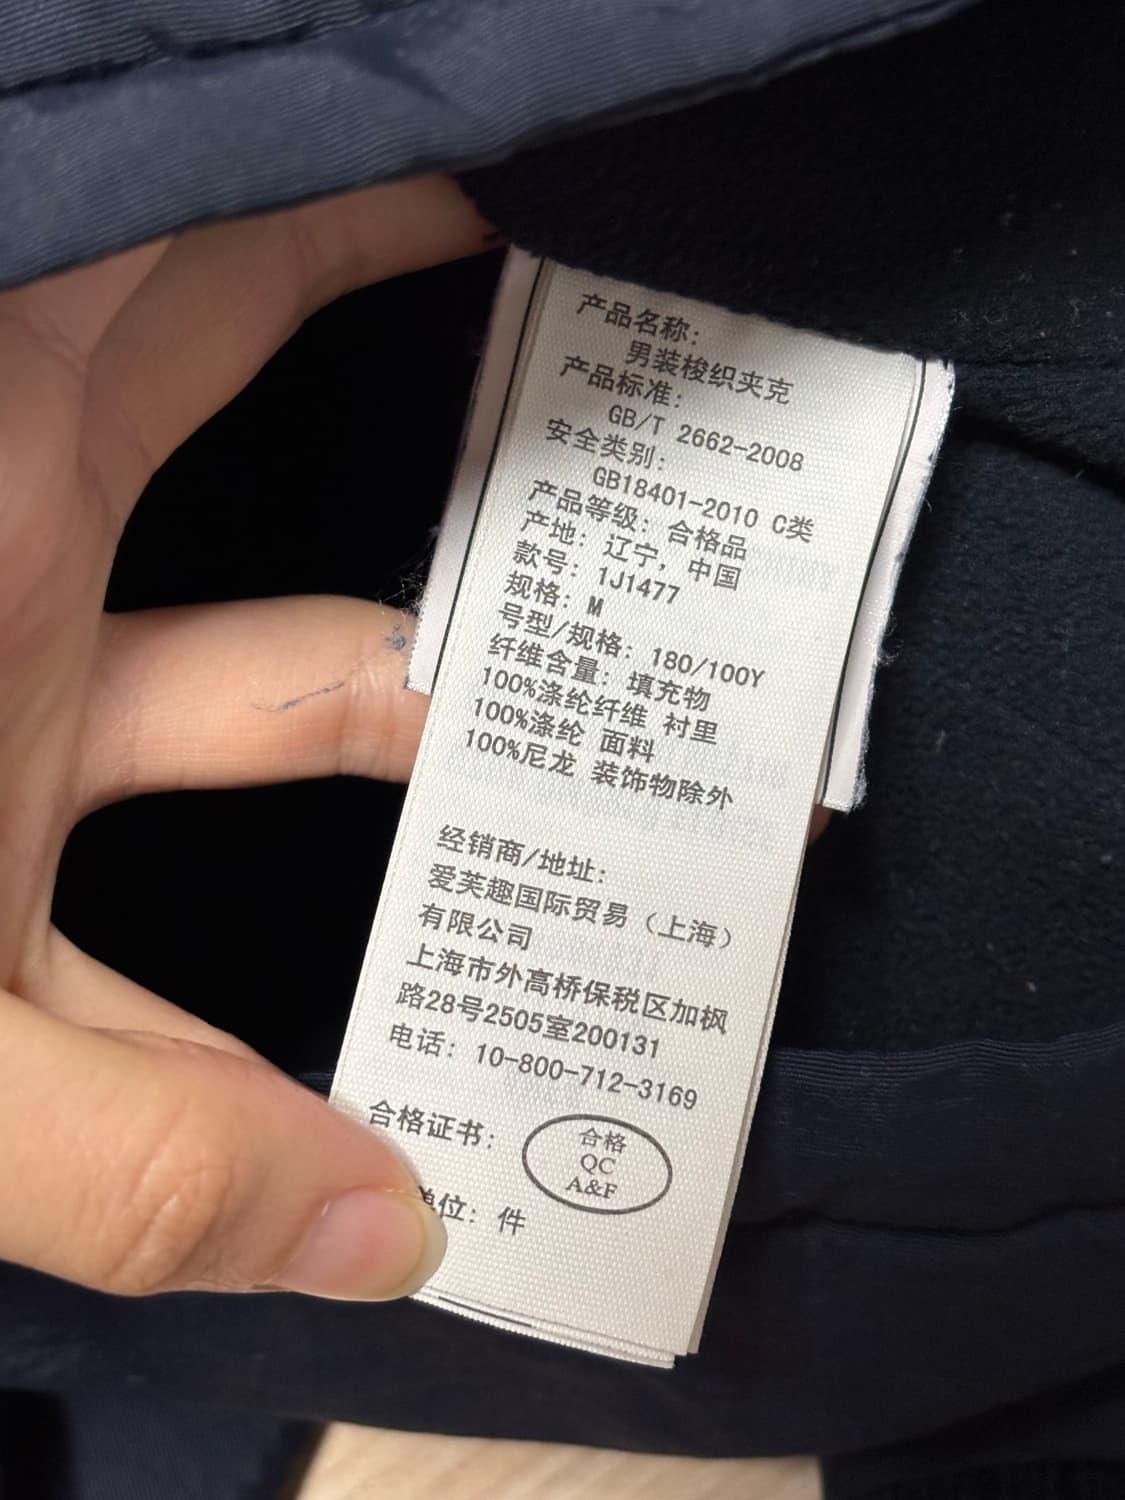 产品名称:
男装梭织夹克
产品标准:
GB/T 2662-2008
安全类别:
GB18401-2010 C类
产品等级: 合格品
产地: 辽宁, 中国
款号: 1J1477
规格: M
号型/规格: 180/100Y
纤维含量: 填充物
100%涤纶纤维 衬里
100%涤纶 面料
100%尼龙 装饰物除外
经销商/地址:
爱芙趣国际贸易（上海）
有限公司
上海市外高桥保税区加枫
路28号2505室200131
电话: 10-800-712-3169
合格证书:
合格
QC
A&F
单位: 件